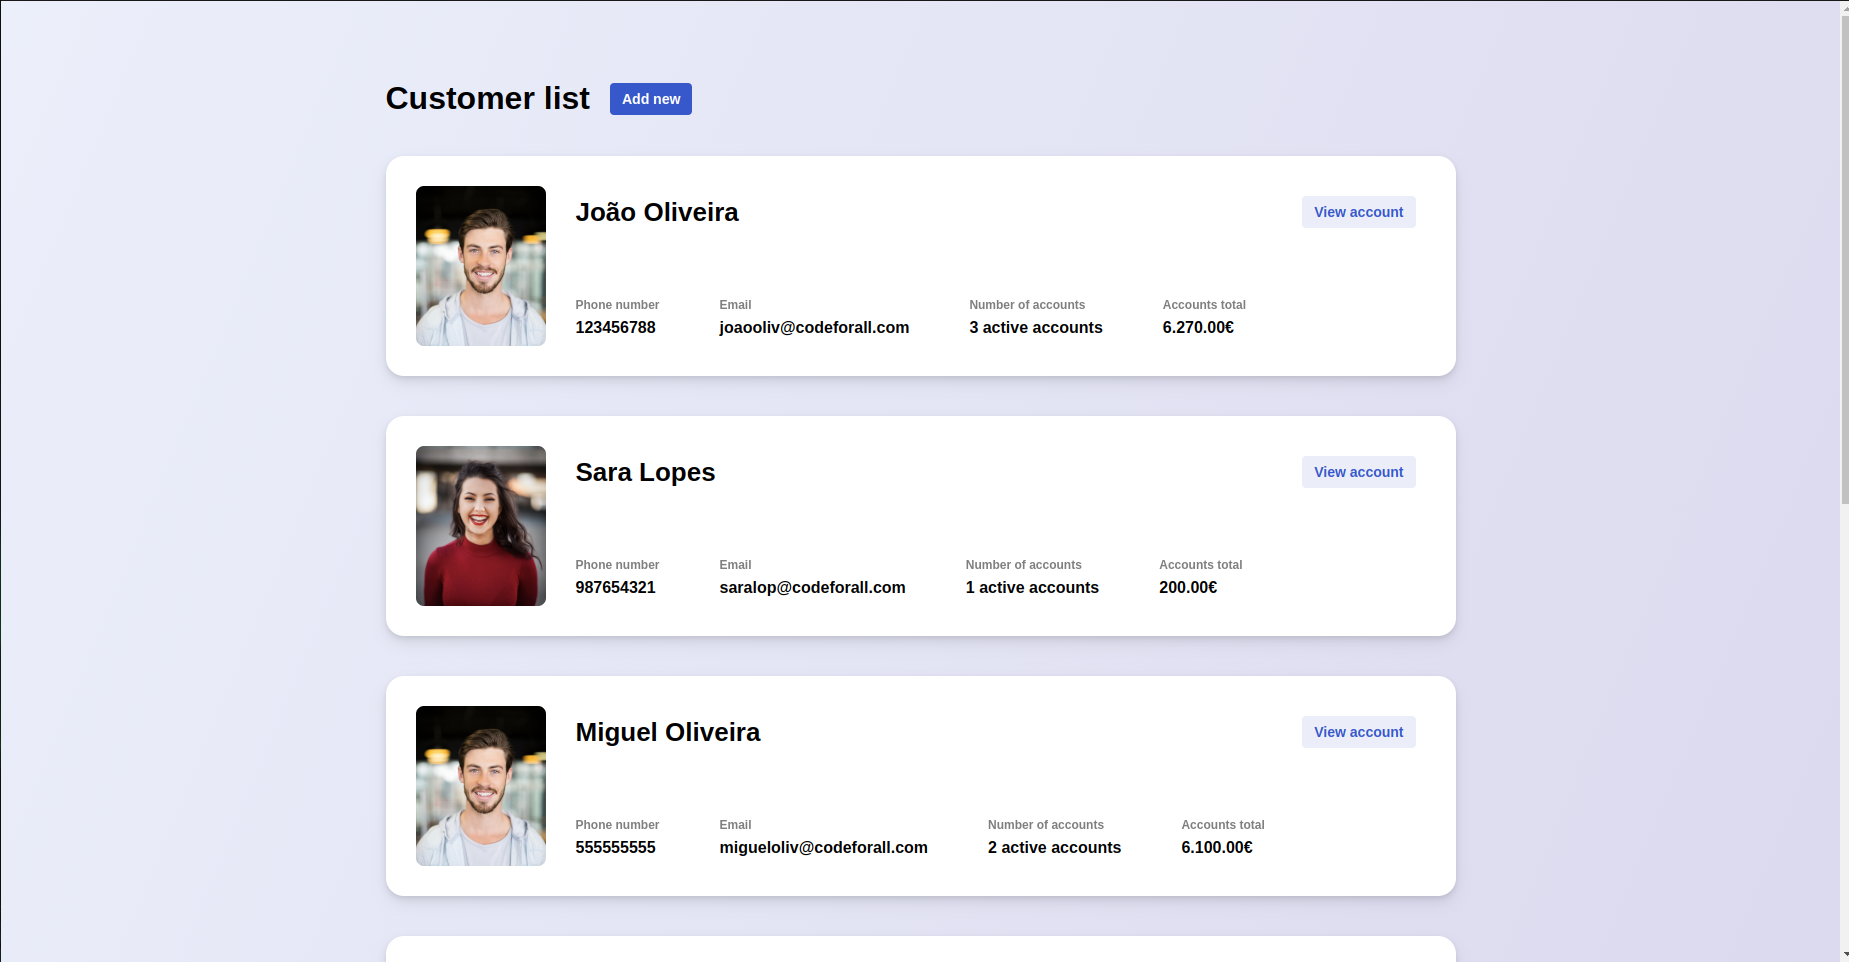 Customer list
Add new
João Oliveira
View account
Phone number
Email
Number of accounts
Accounts total
123456788
joaooliv@codeforall.com
3 active accounts
6.270.00€
Sara Lopes
View account
Phone number
Email
Number of accounts
Accounts total
987654321
saralop@codeforall.com
1 active accounts
200.00€
Miguel Oliveira
View account
Phone number
Email
Number of accounts
Accounts total
555555555
migueloliv@codeforall.com
2 active accounts
6.100.00€